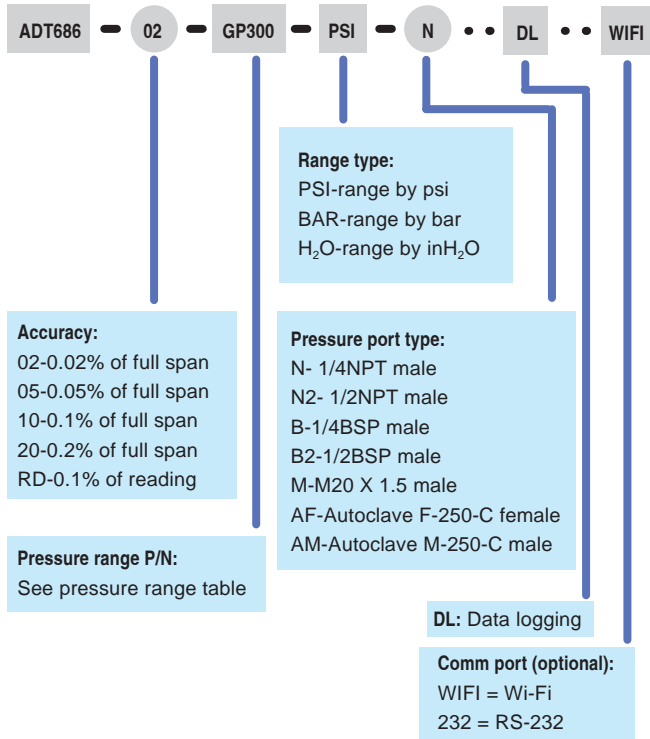 ADT686 – 02 – GP300 – PSI – N • • DL • • WIFI
Range type:
PSI-range by psi
BAR-range by bar
H₂O-range by inH₂O
Accuracy:
02-0.02% of full span
05-0.05% of full span
10-0.1% of full span
20-0.2% of full span
RD-0.1% of reading
Pressure port type:
N- 1/4NPT male
N2- 1/2NPT male
B-1/4BSP male
B2-1/2BSP male
M-M20 X 1.5 male
AF-Autoclave F-250-C female
AM-Autoclave M-250-C male
Pressure range P/N:
See pressure range table
DL: Data logging
Comm port (optional):
WIFI = Wi-Fi
232 = RS-232